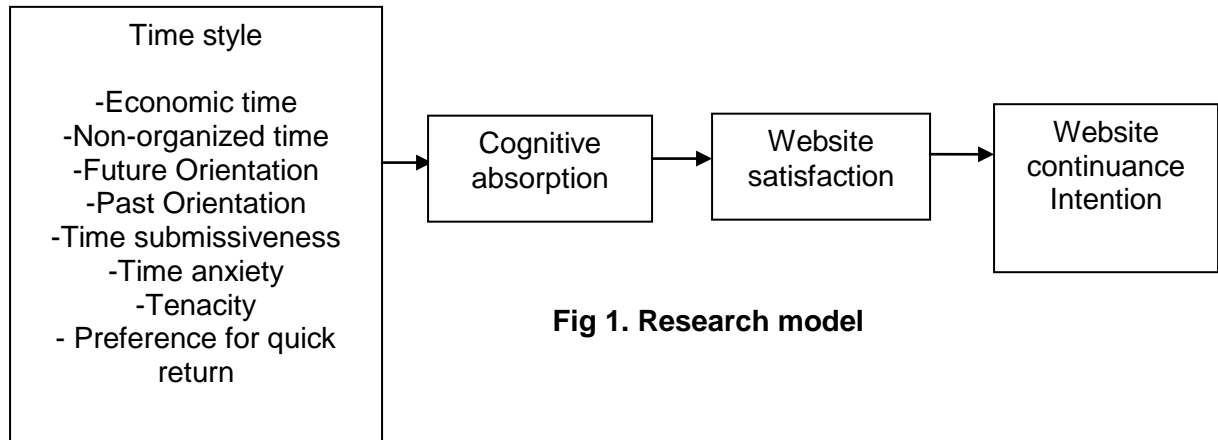 Time style
-Economic time
-Non-organized time
-Future Orientation
-Past Orientation
-Time submissiveness
-Time anxiety
-Tenacity
- Preference for quick
return
Cognitive
absorption
Website
satisfaction
Website
continuance
Intention
Fig 1. Research model